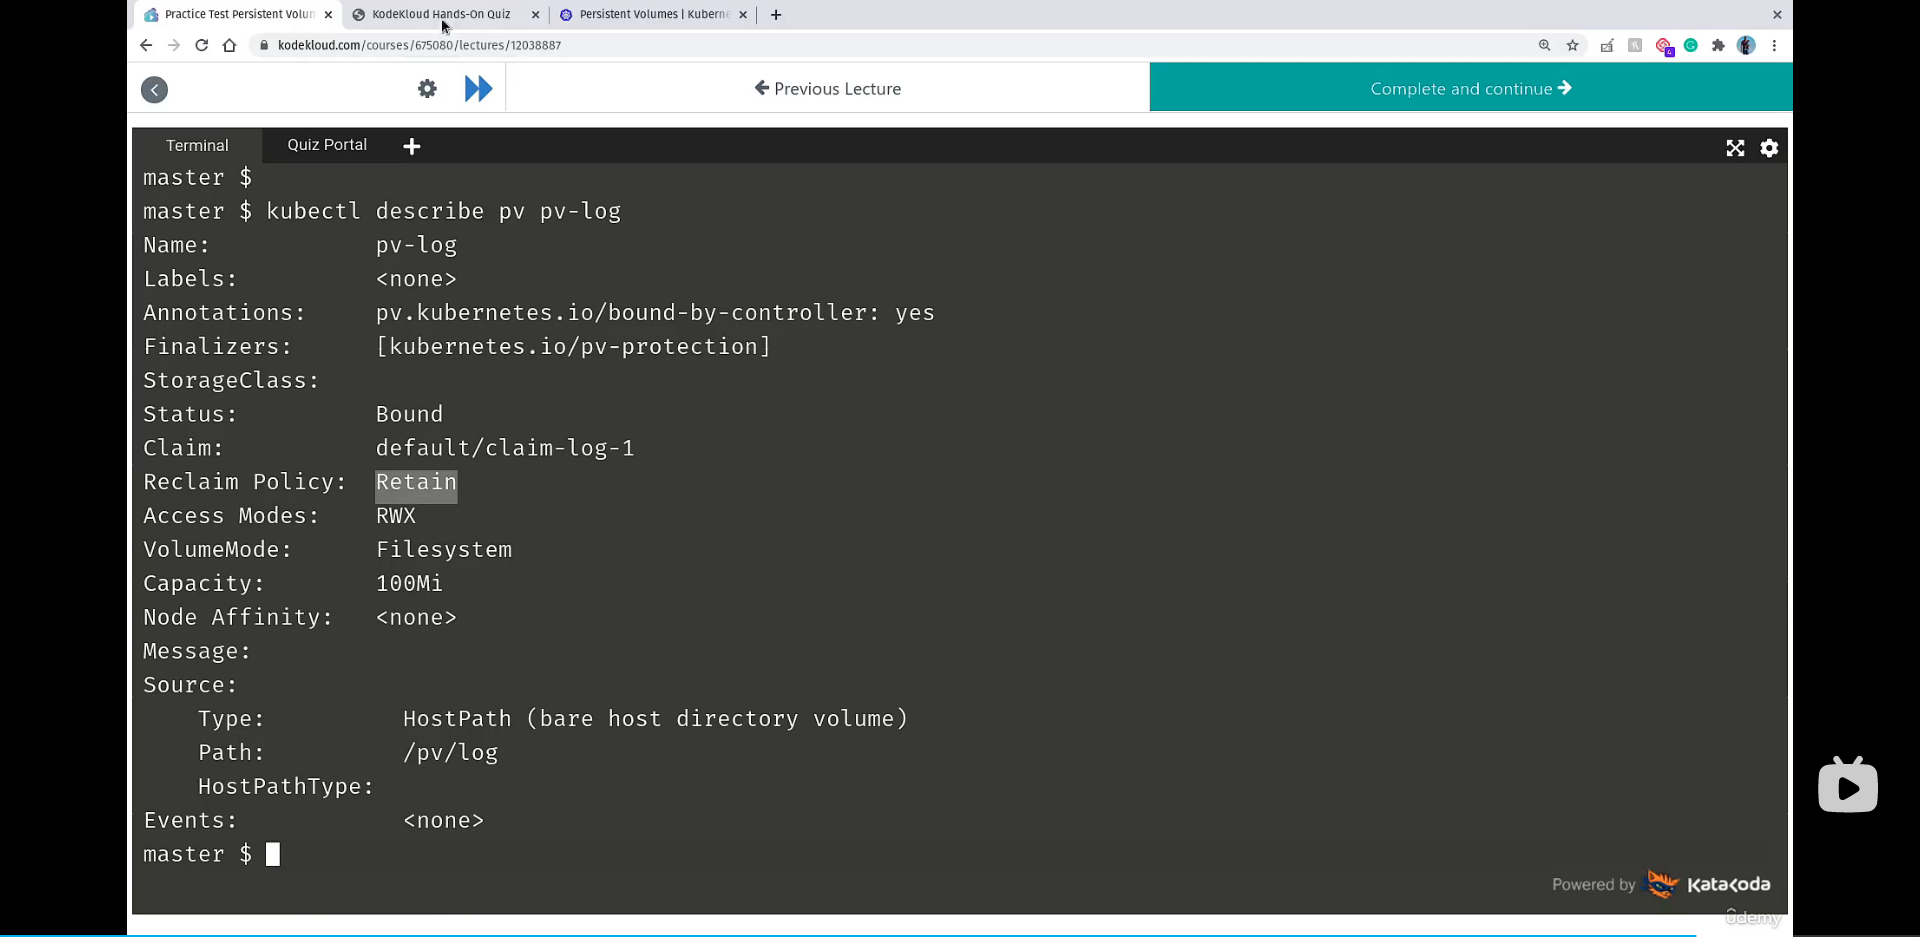 Practice Test Persistent Volum
KodeKloud Hands-On Quiz
Persistent Volumes | Kuberne
kodekloud.com/courses/675080/lectures/12038887
4
Previous Lecture
Complete and continue
Terminal
Quiz Portal
master $
master $ kubectl describe pv pv-log
Name: pv-log
Labels: <none>
Annotations: pv.kubernetes.io/bound-by-controller: yes
Finalizers: [kubernetes.io/pv-protection]
StorageClass:
Status: Bound
Claim: default/claim-log-1
Reclaim Policy: Retain
Access Modes: RWX
VolumeMode: Filesystem
Capacity: 100Mi
Node Affinity: <none>
Message:
Source:
Type: HostPath (bare host directory volume)
Path: /pv/log
HostPathType:
Events: <none>
master $
Powered by Katacoda
ûdemy